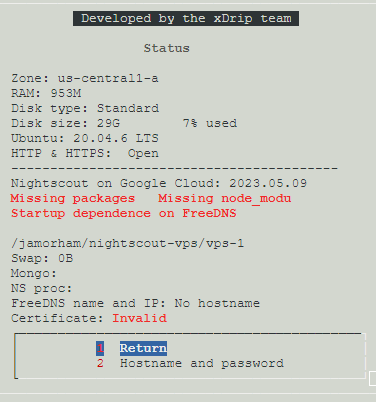 Developed by the xDrip team
Status
Zone: us-central1-a
RAM: 953M
Disk type: Standard
Disk size: 29G 7% used
Ubuntu: 20.04.6 LTS
HTTP & HTTPS: Open
Nightscout on Google Cloud: 2023.05.09
Missing packages Missing node_modu
Startup dependence on FreeDNS
/jamorham/nightscout-vps/vps-1
Swap: 0B
Mongo:
NS proc:
FreeDNS name and IP: No hostname
Certificate: Invalid
1 Return
2 Hostname and password